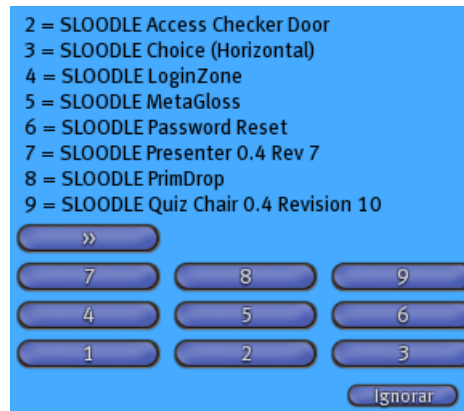 2 = SLOODLE Access Checker Door
3 = SLOODLE Choice (Horizontal)
4 = SLOODLE LoginZone
5 = SLOODLE MetaGloss
6 = SLOODLE Password Reset
7 = SLOODLE Presenter 0.4 Rev 7
8 = SLOODLE PrimDrop
9 = SLOODLE Quiz Chair 0.4 Revision 10
»
7 8 9
4 5 6
1 2 3
Ignorar